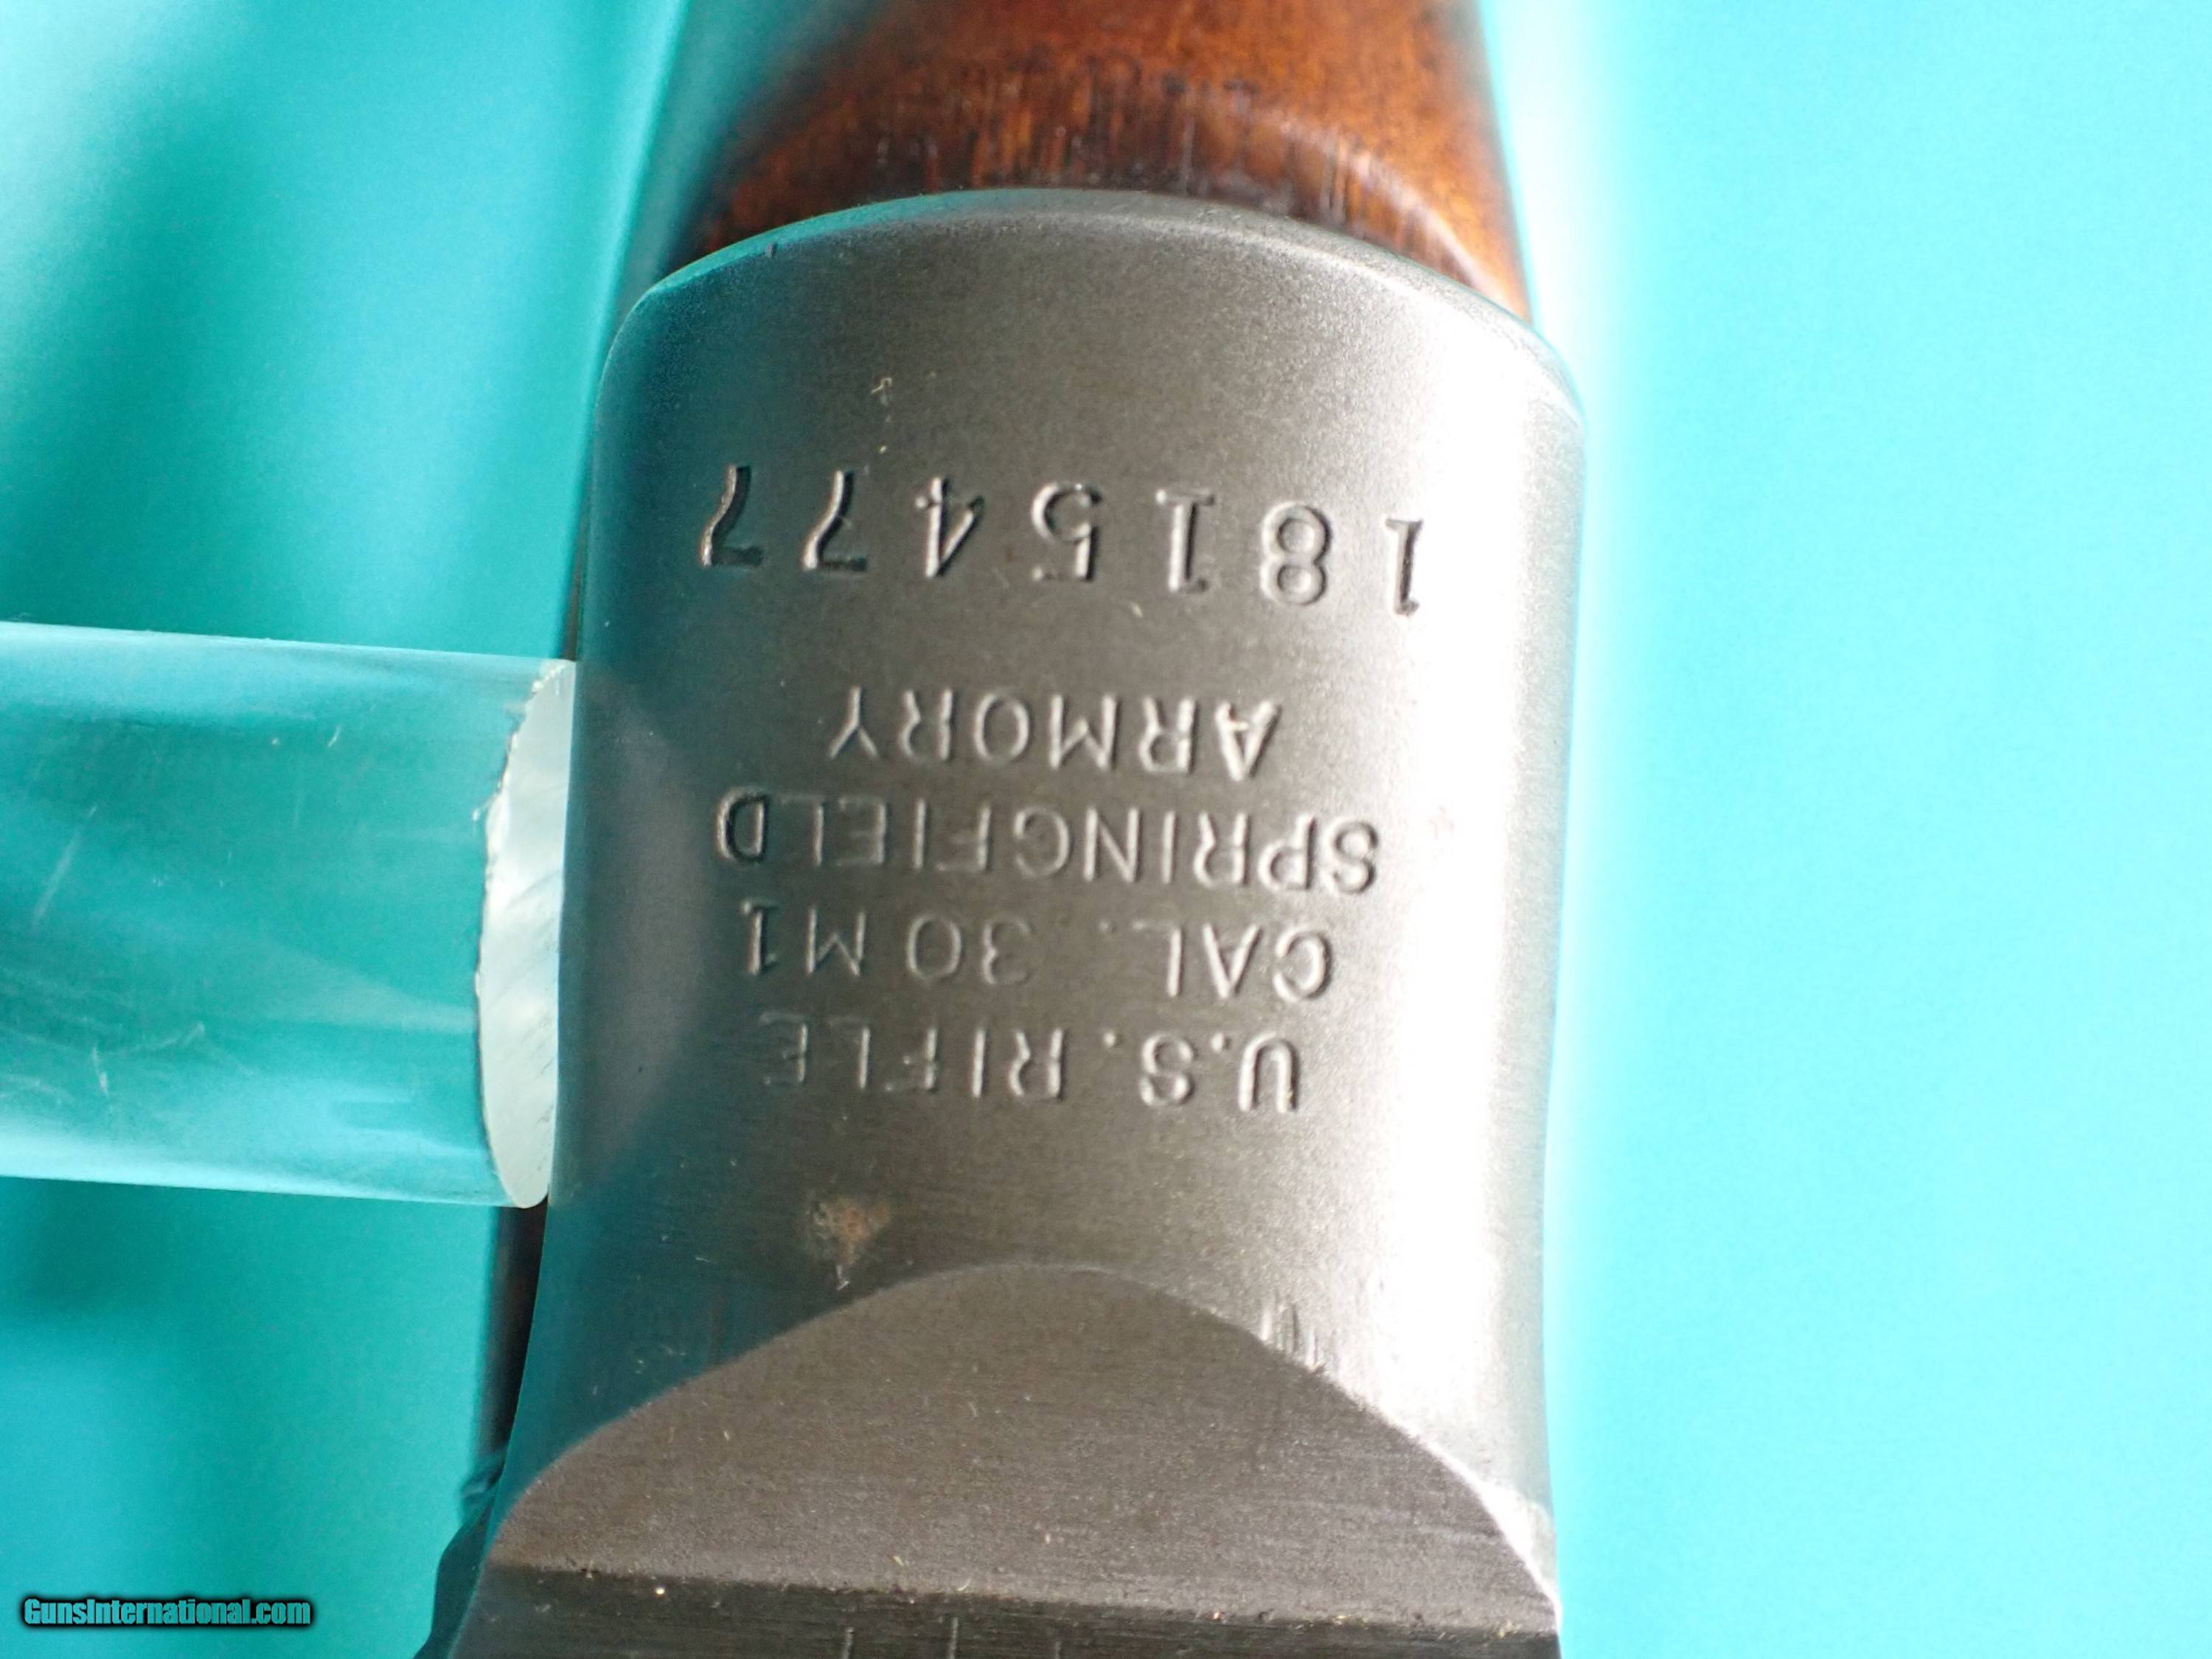 U.S. RIFLE
CAL. 30 M1
SPRINGFIELD
ARMORY
1815477
GunsInternational.com